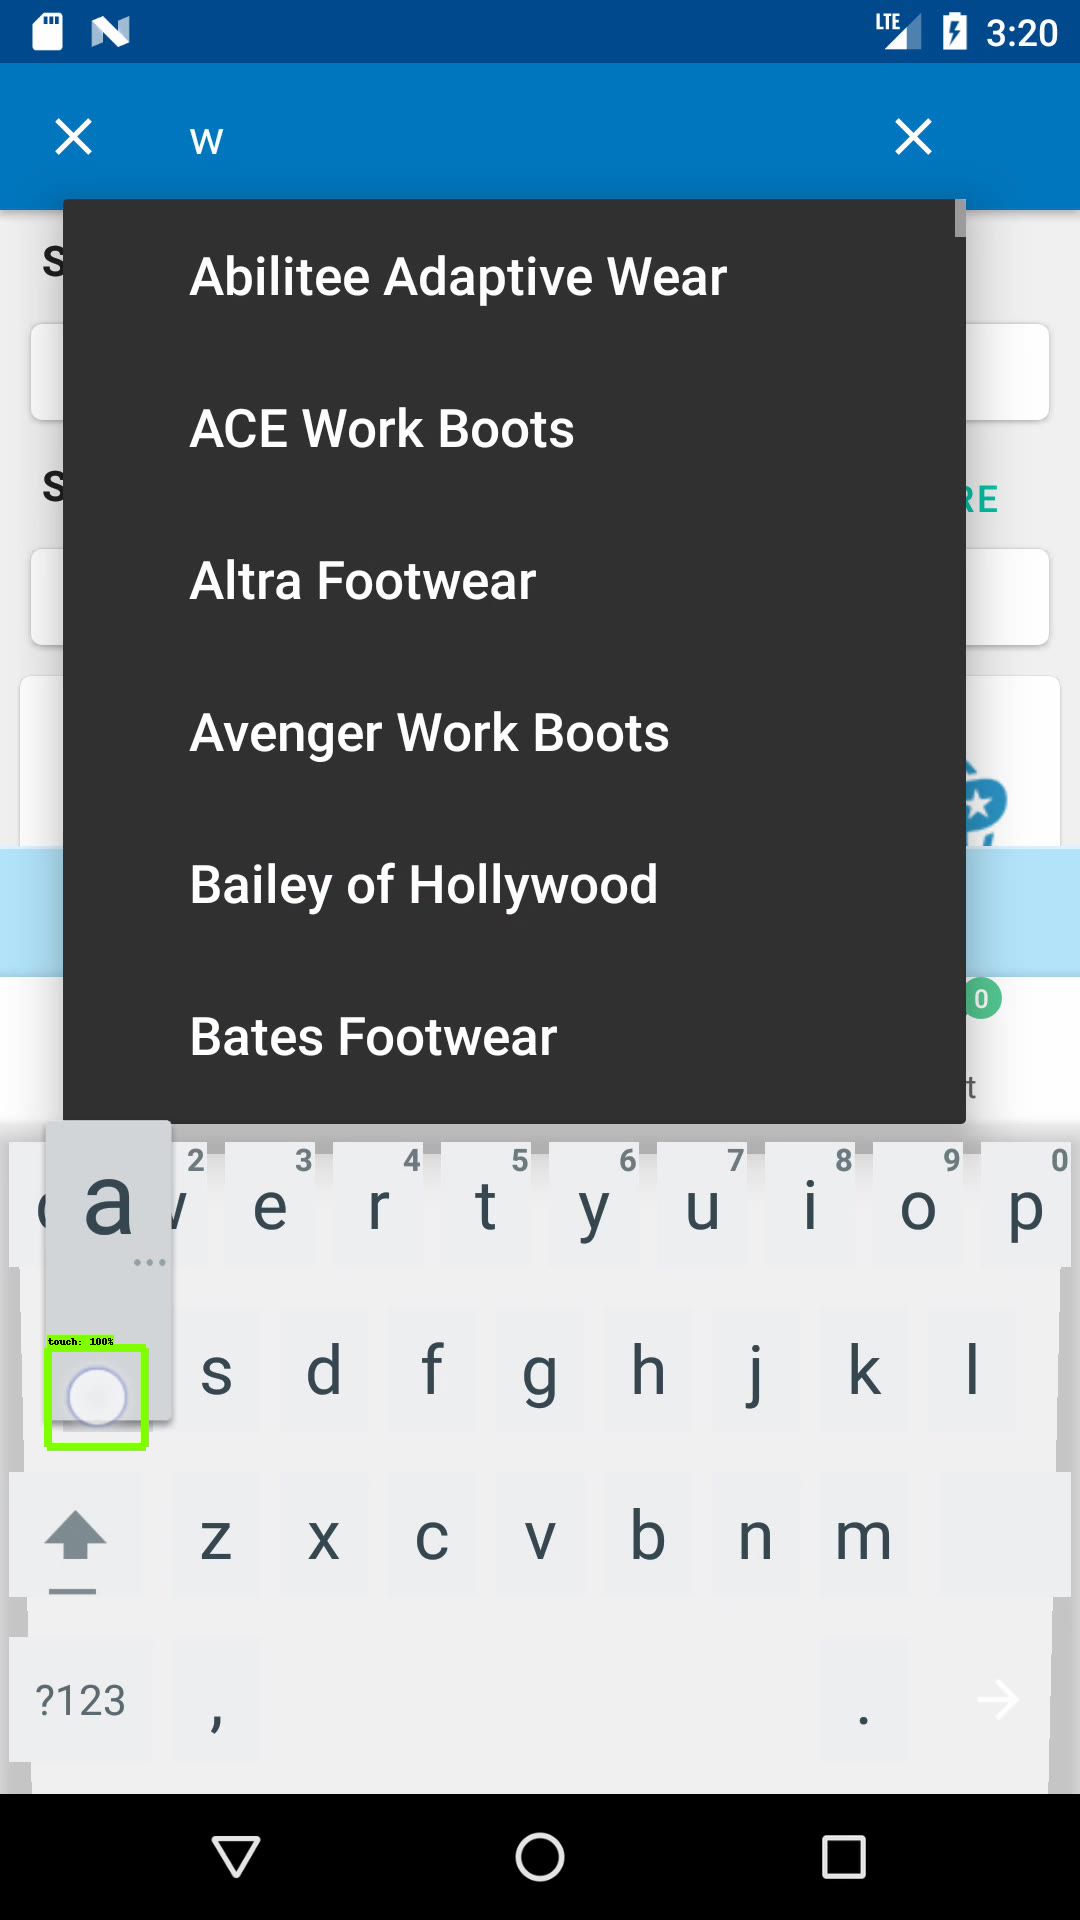 LTE 3:20
w
S
Abilitee Adaptive Wear
ACE Work Boots
S
RE
Altra Footwear
Avenger Work Boots
Bailey of Hollywood
0
Bates Footwear
t
a
2 3 4 5 6 7 8 9 0
w e r t y u i o p
touch: 100%
s d f g h j k l
z x c v b n m
?123 , .